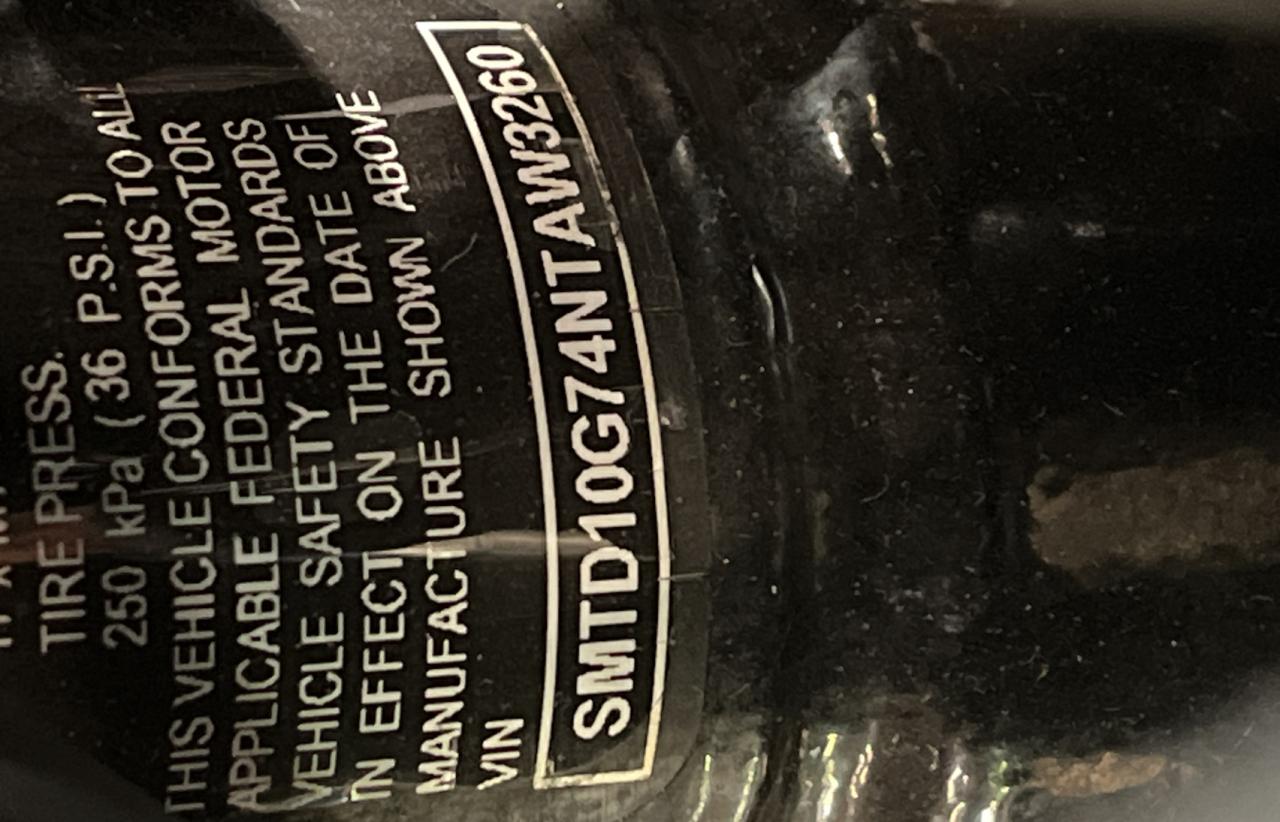 TIRE PRESS.
250 kPa ( 36 P.S.I. )
THIS VEHICLE CONFORMS TO ALL
APPLICABLE FEDERAL MOTOR
VEHICLE SAFETY STANDARDS
IN EFFECT ON THE DATE OF
MANUFACTURE SHOWN ABOVE
VIN
SMTD10G74NTAW3260